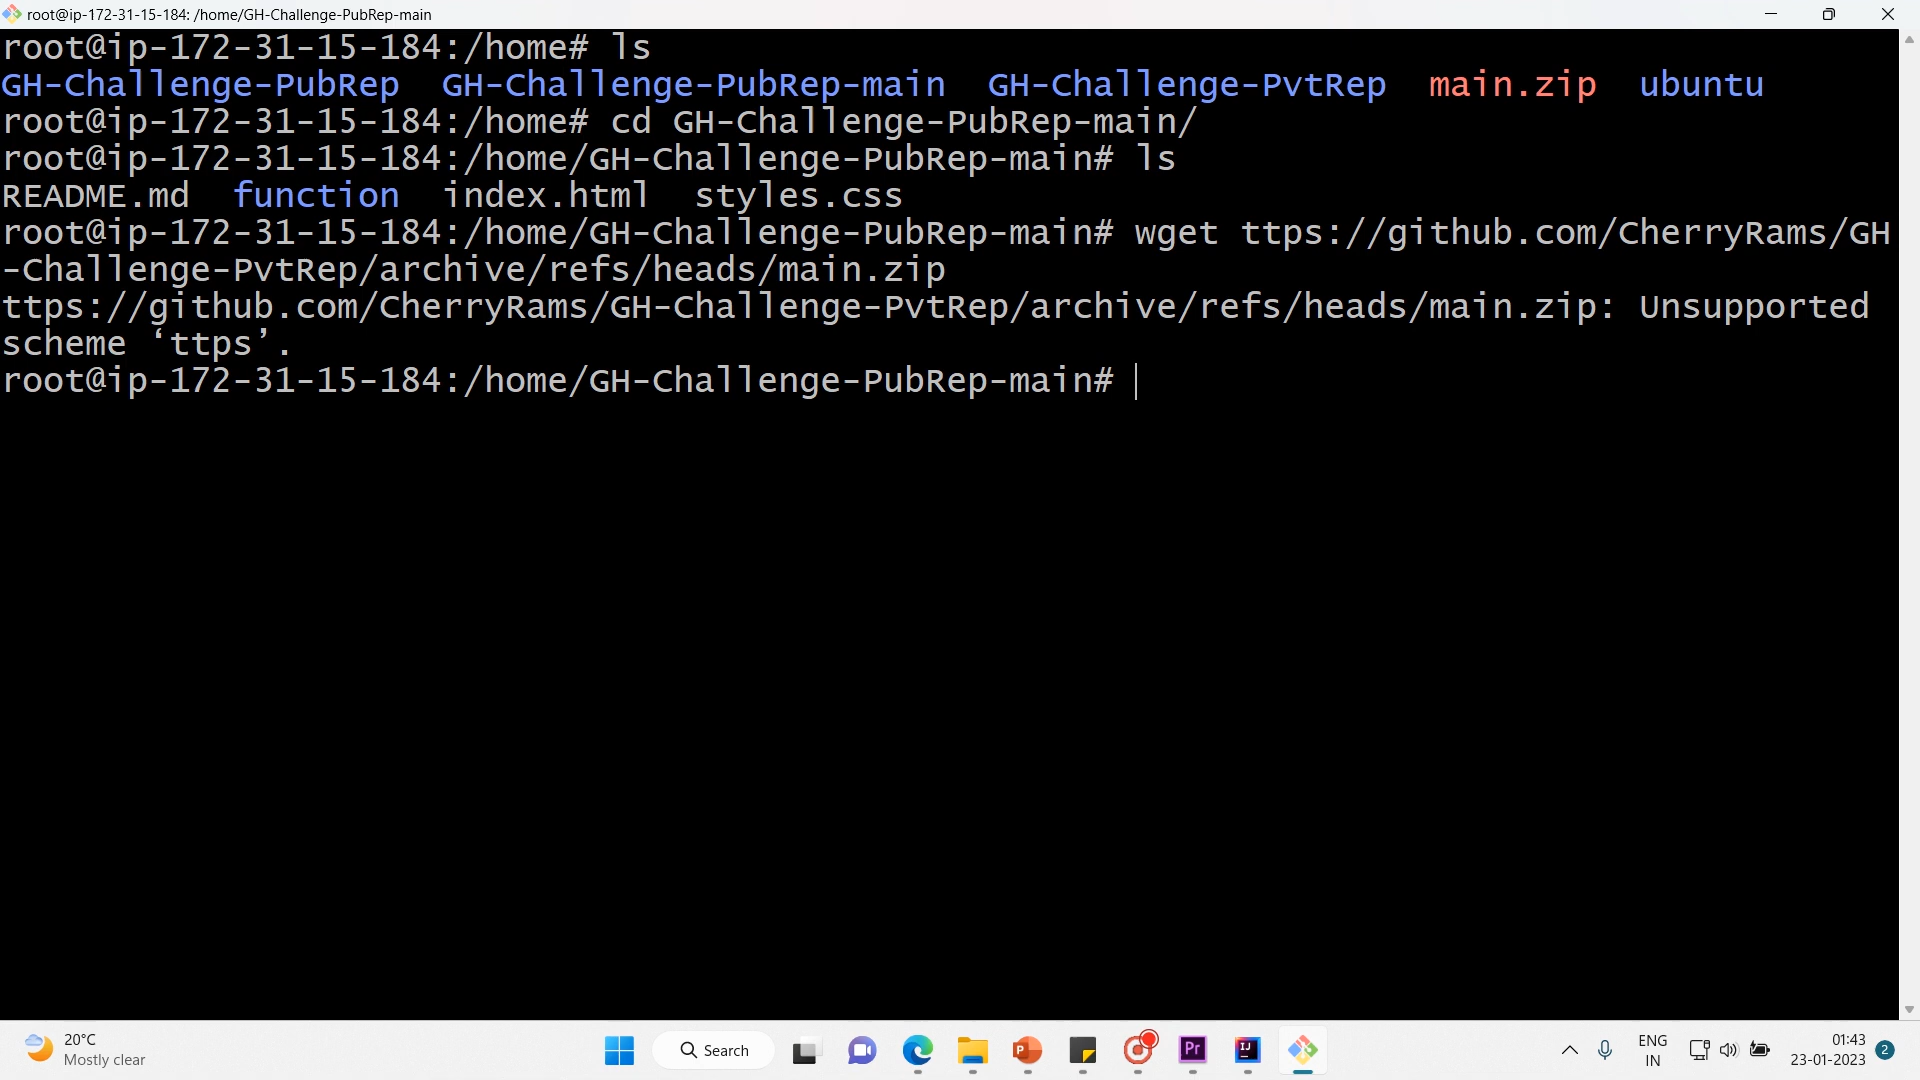 root@ip-172-31-15-184: /home/GH-Challenge-PubRep-main
root@ip-172-31-15-184:/home# ls
GH-Challenge-PubRep  GH-Challenge-PubRep-main  GH-Challenge-PvtRep  main.zip  ubuntu
root@ip-172-31-15-184:/home# cd GH-Challenge-PubRep-main/
root@ip-172-31-15-184:/home/GH-Challenge-PubRep-main# ls
README.md  function  index.html  styles.css
root@ip-172-31-15-184:/home/GH-Challenge-PubRep-main# wget ttps://github.com/CherryRams/GH
-Challenge-PvtRep/archive/refs/heads/main.zip
ttps://github.com/CherryRams/GH-Challenge-PvtRep/archive/refs/heads/main.zip: Unsupported
scheme ‘ttps’.
root@ip-172-31-15-184:/home/GH-Challenge-PubRep-main#
20°C
Mostly clear
Search
P
Pr
IJ
ENG
IN
01:43
23-01-2023
2